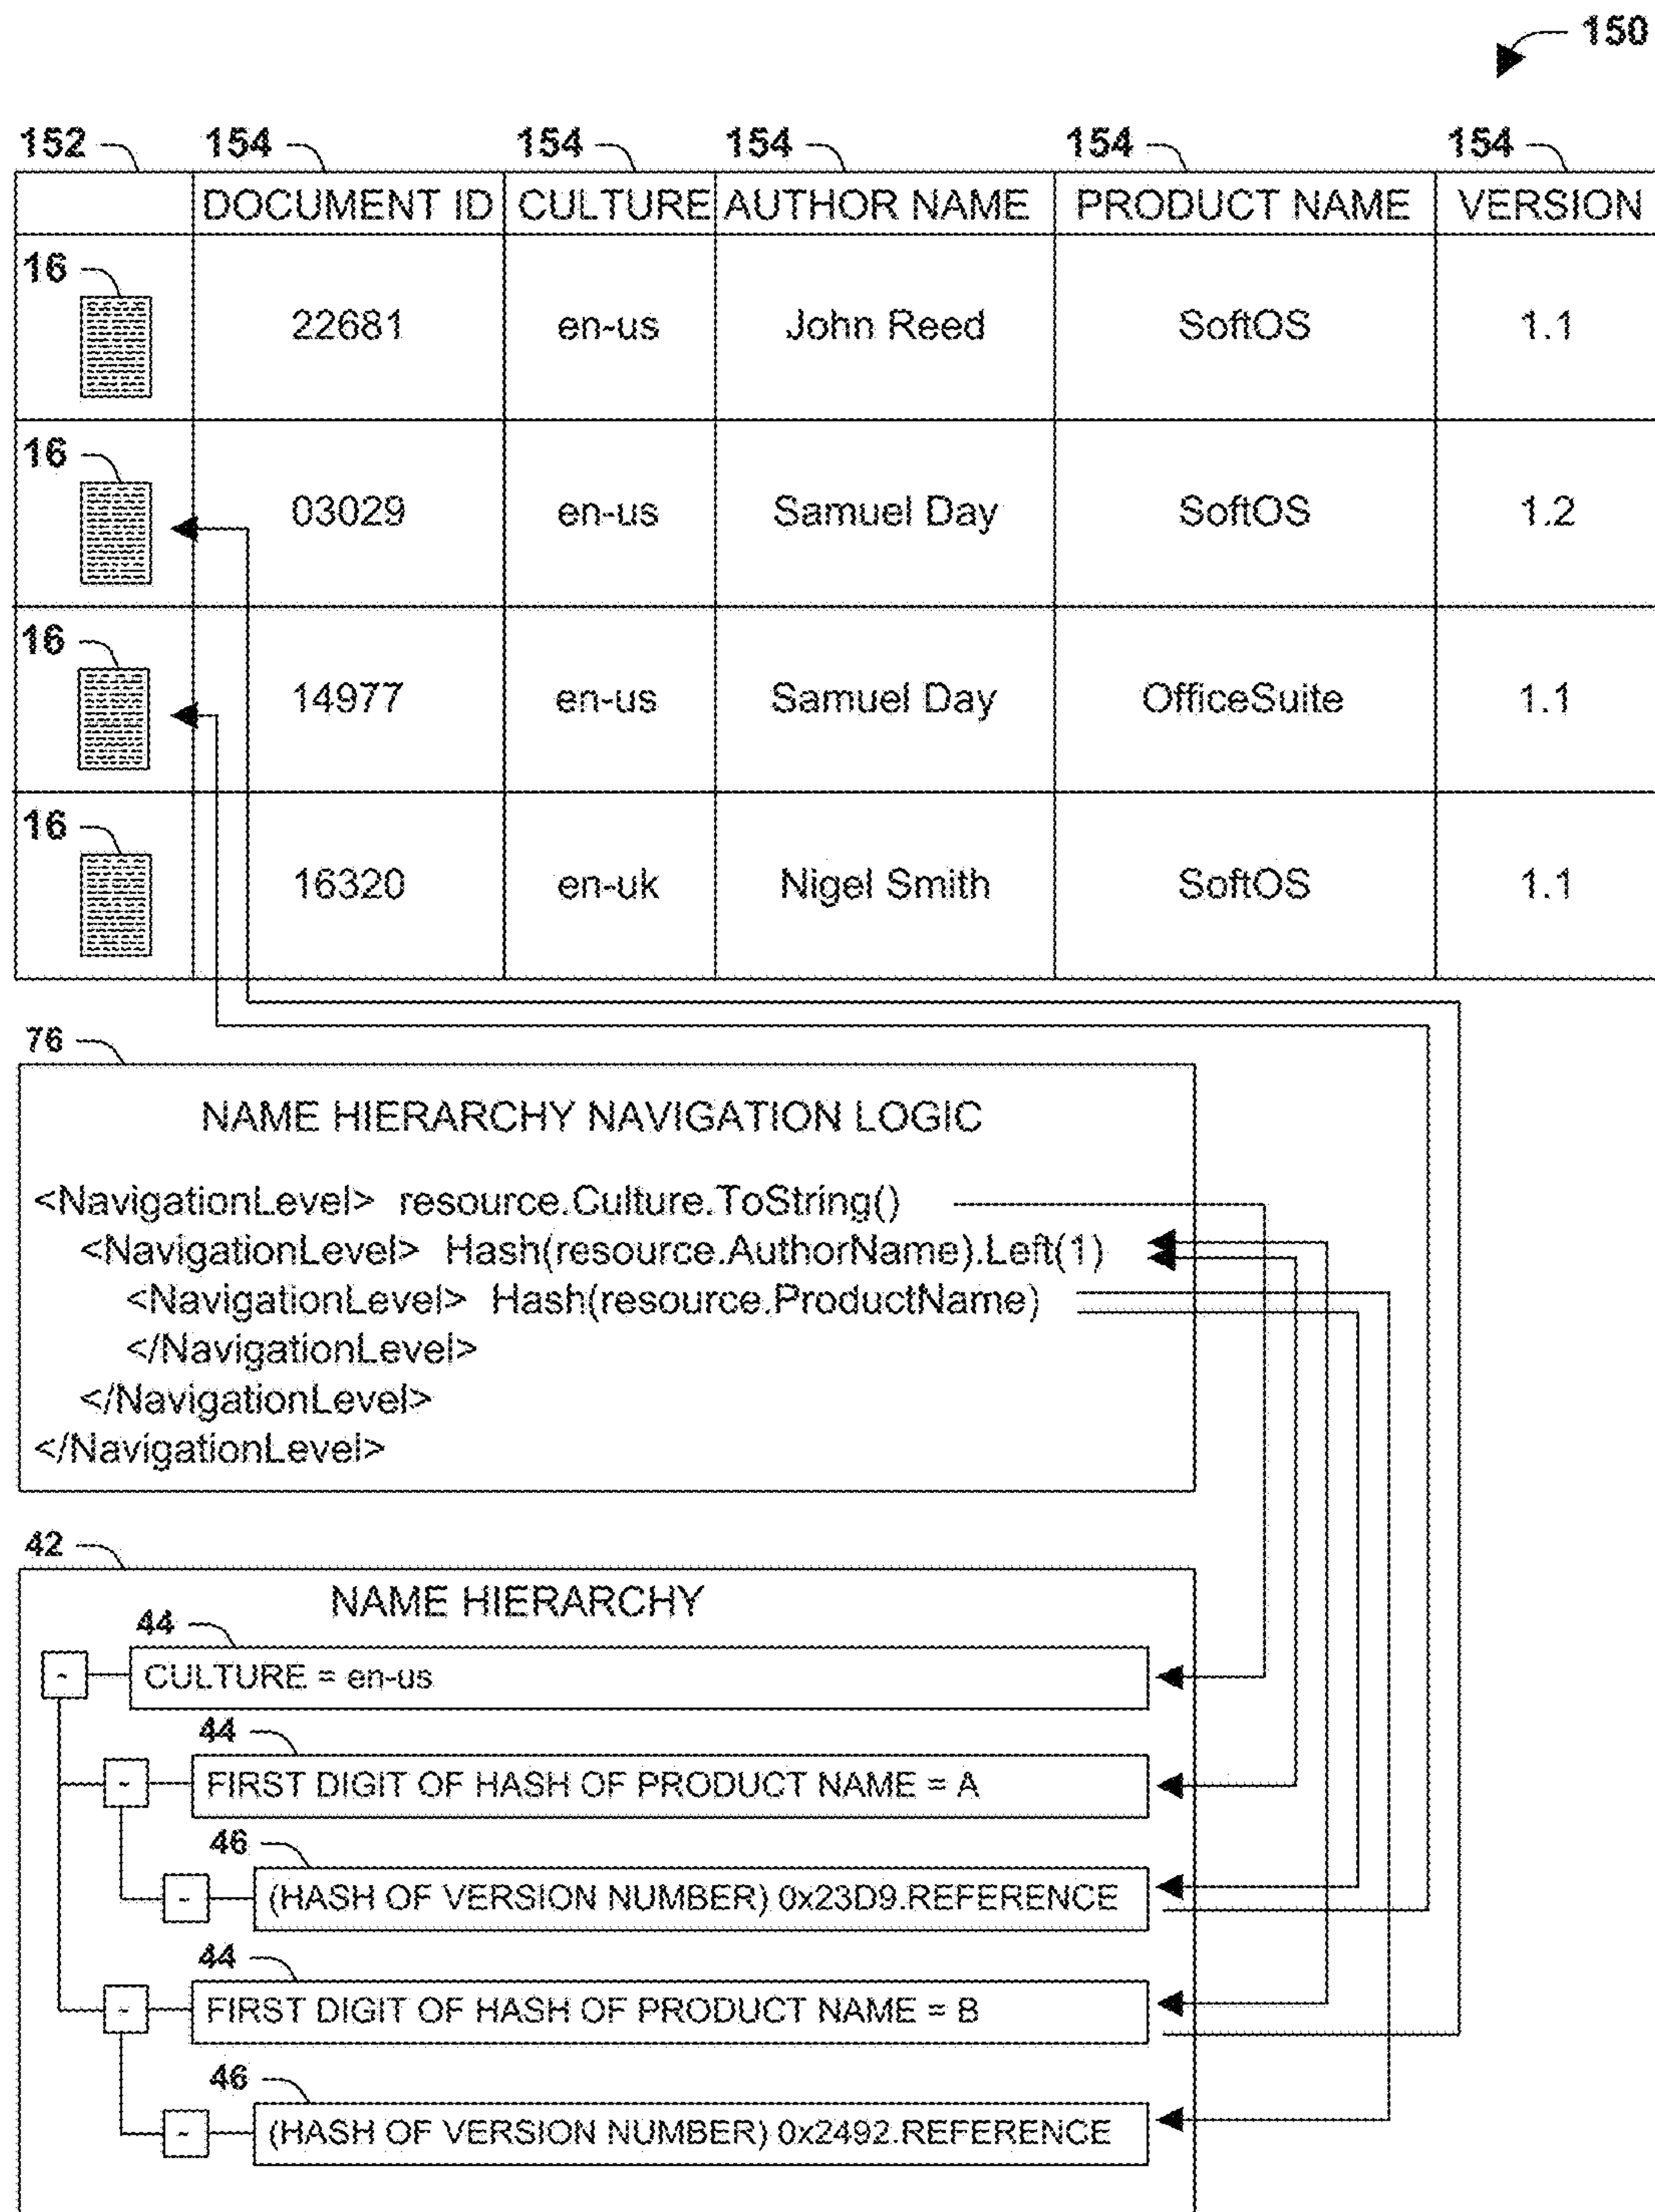 150
152 154 154 154 154 154
DOCUMENT ID CULTURE AUTHOR NAME PRODUCT NAME VERSION
16
22681 en-us John Reed SoftOS 1.1
16
03029 en-us Samuel Day SoftOS 1.2
16
14977 en-us Samuel Day OfficeSuite 1.1
16
16320 en-uk Nigel Smith SoftOS 1.1
76
NAME HIERARCHY NAVIGATION LOGIC
<NavigationLevel> resource.Culture.ToString()
<NavigationLevel> Hash(resource.AuthorName).Left(1)
<NavigationLevel> Hash(resource.ProductName)
</NavigationLevel>
</NavigationLevel>
</NavigationLevel>
42
NAME HIERARCHY
44
- CULTURE = en-us
44
- FIRST DIGIT OF HASH OF PRODUCT NAME = A
46
- (HASH OF VERSION NUMBER) 0x23D9.REFERENCE
44
- FIRST DIGIT OF HASH OF PRODUCT NAME = B
46
- (HASH OF VERSION NUMBER) 0x2492.REFERENCE